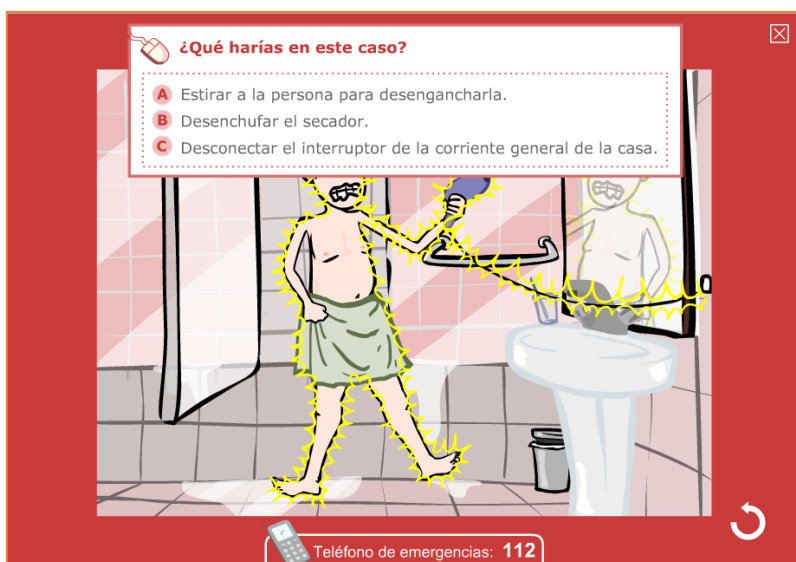 ¿Qué harías en este caso?
A Estirar a la persona para desengancharla.
B Desenchufar el secador.
C Desconectar el interruptor de la corriente general de la casa.
Teléfono de emergencias: 112